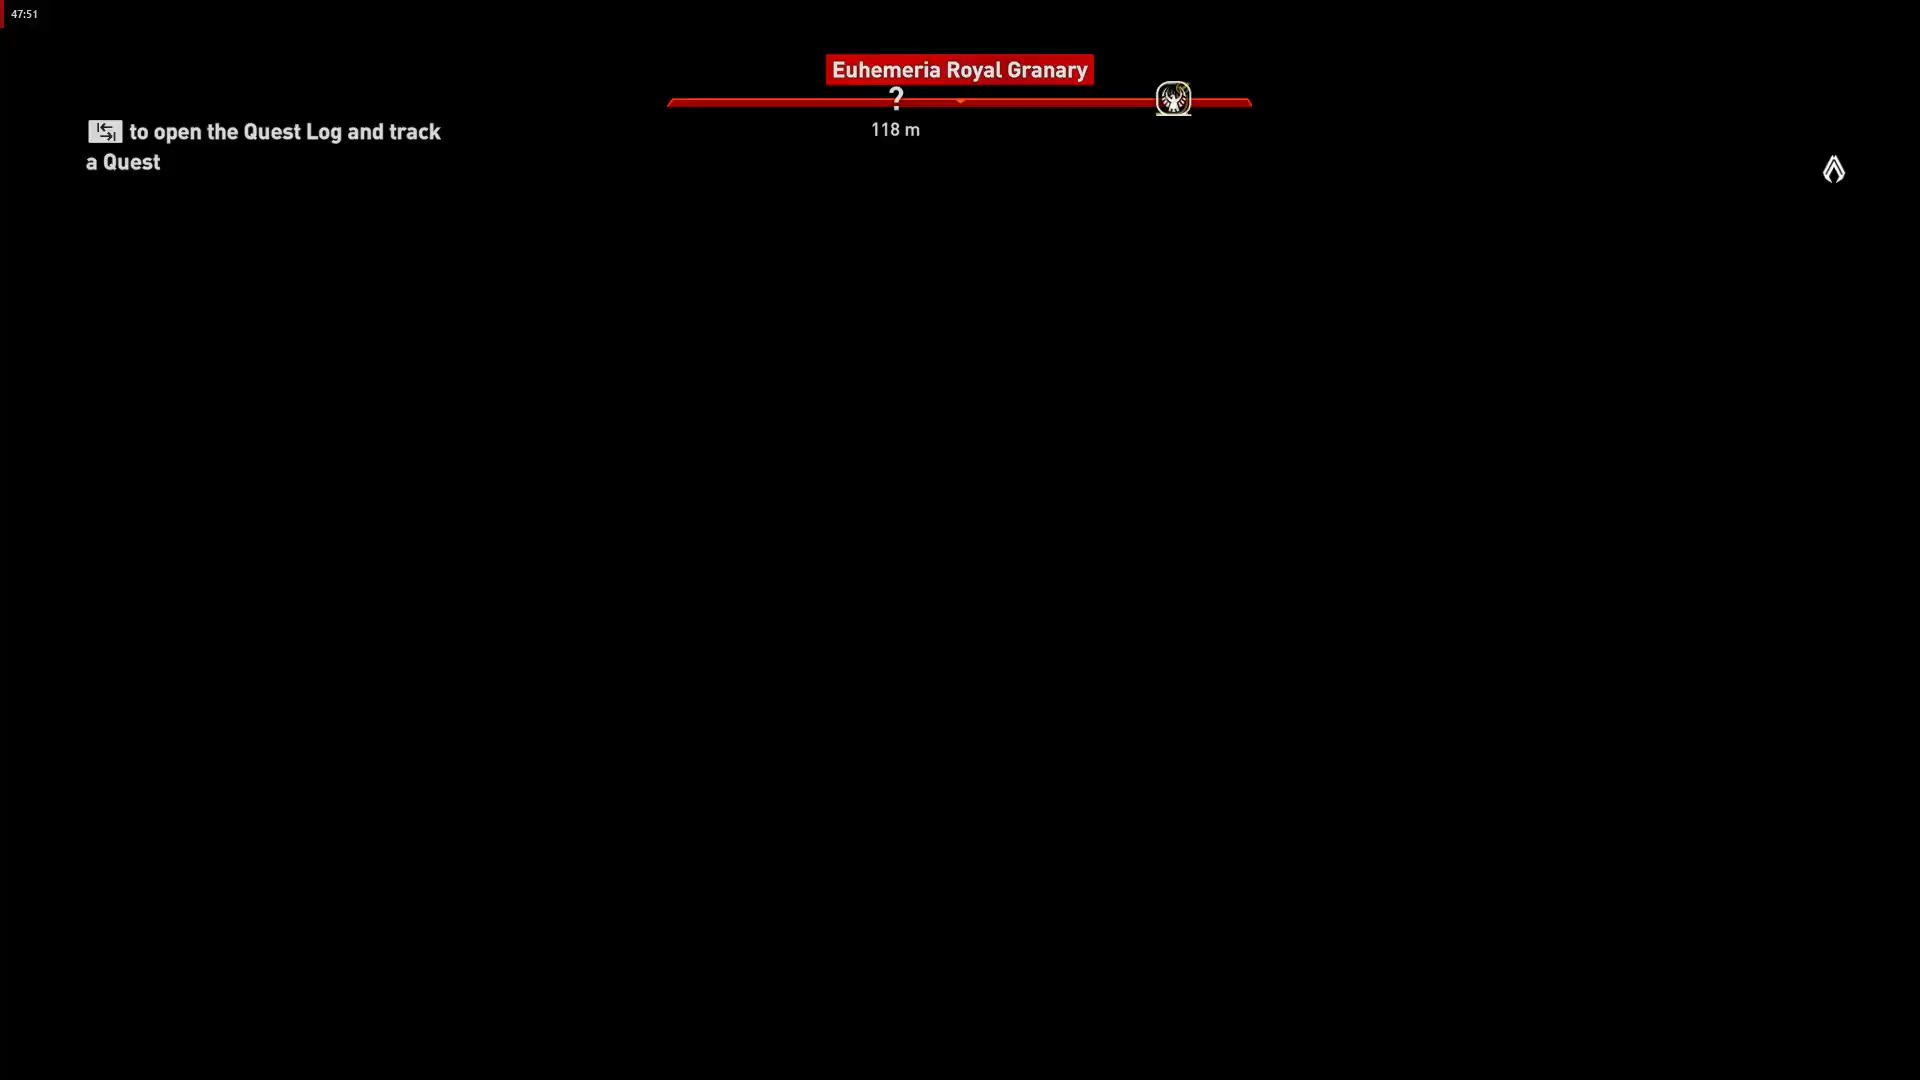 47:51
Euhemeria Royal Granary
?
118 m
to open the Quest Log and track
a Quest